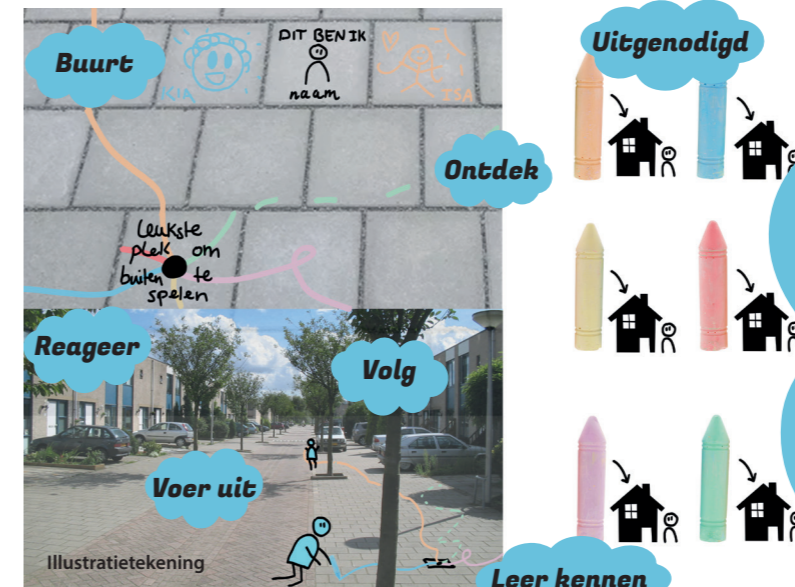 Buurt
Uitgenodigd
DIT BEN IK
naam
KIA
ISA
Ontdek
leukste
plek om
buiten te
spelen
Reageer
Volg
Voer uit
Illustratietekening
Leer kennen